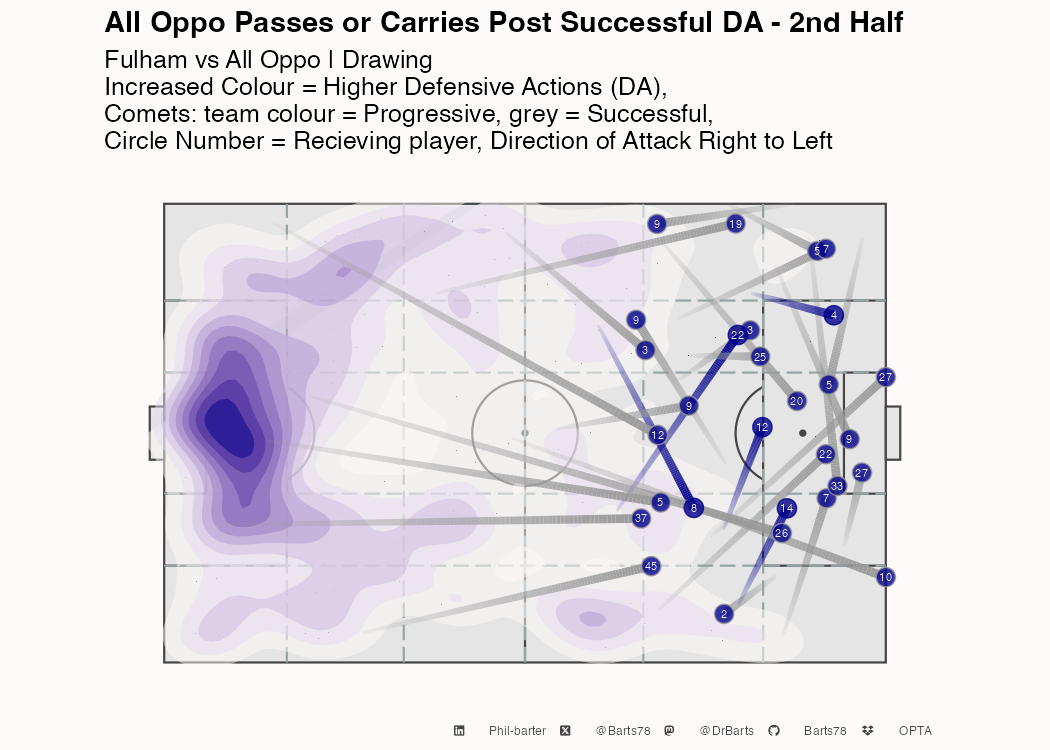 All Oppo Passes or Carries Post Successful DA - 2nd Half
Fulham vs All Oppo | Drawing
Increased Colour = Higher Defensive Actions (DA),
Comets: team colour = Progressive, grey = Successful,
Circle Number = Recieving player, Direction of Attack Right to Left
9 19
5 7
4
9
22 3
3 25
27
5
9 20
12 12
9
22
27
33
5 8 14 7
37
26
45 10
2
Phil-barter @Barts78 @DrBarts Barts78 OPTA